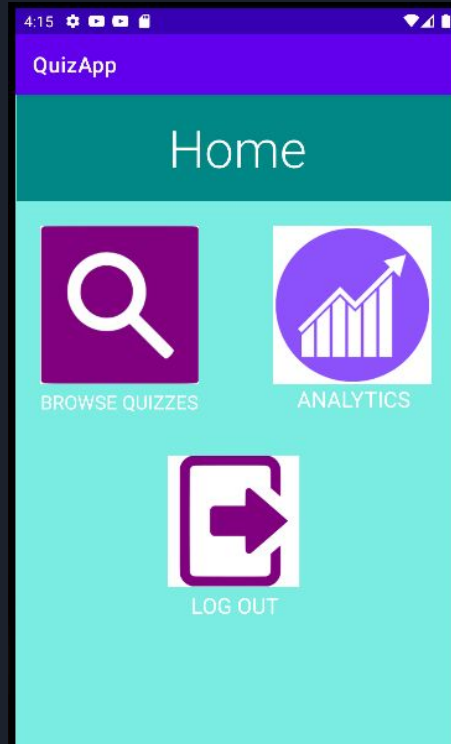 4:15
QuizApp
Home
BROWSE QUIZZES
ANALYTICS
LOG OUT